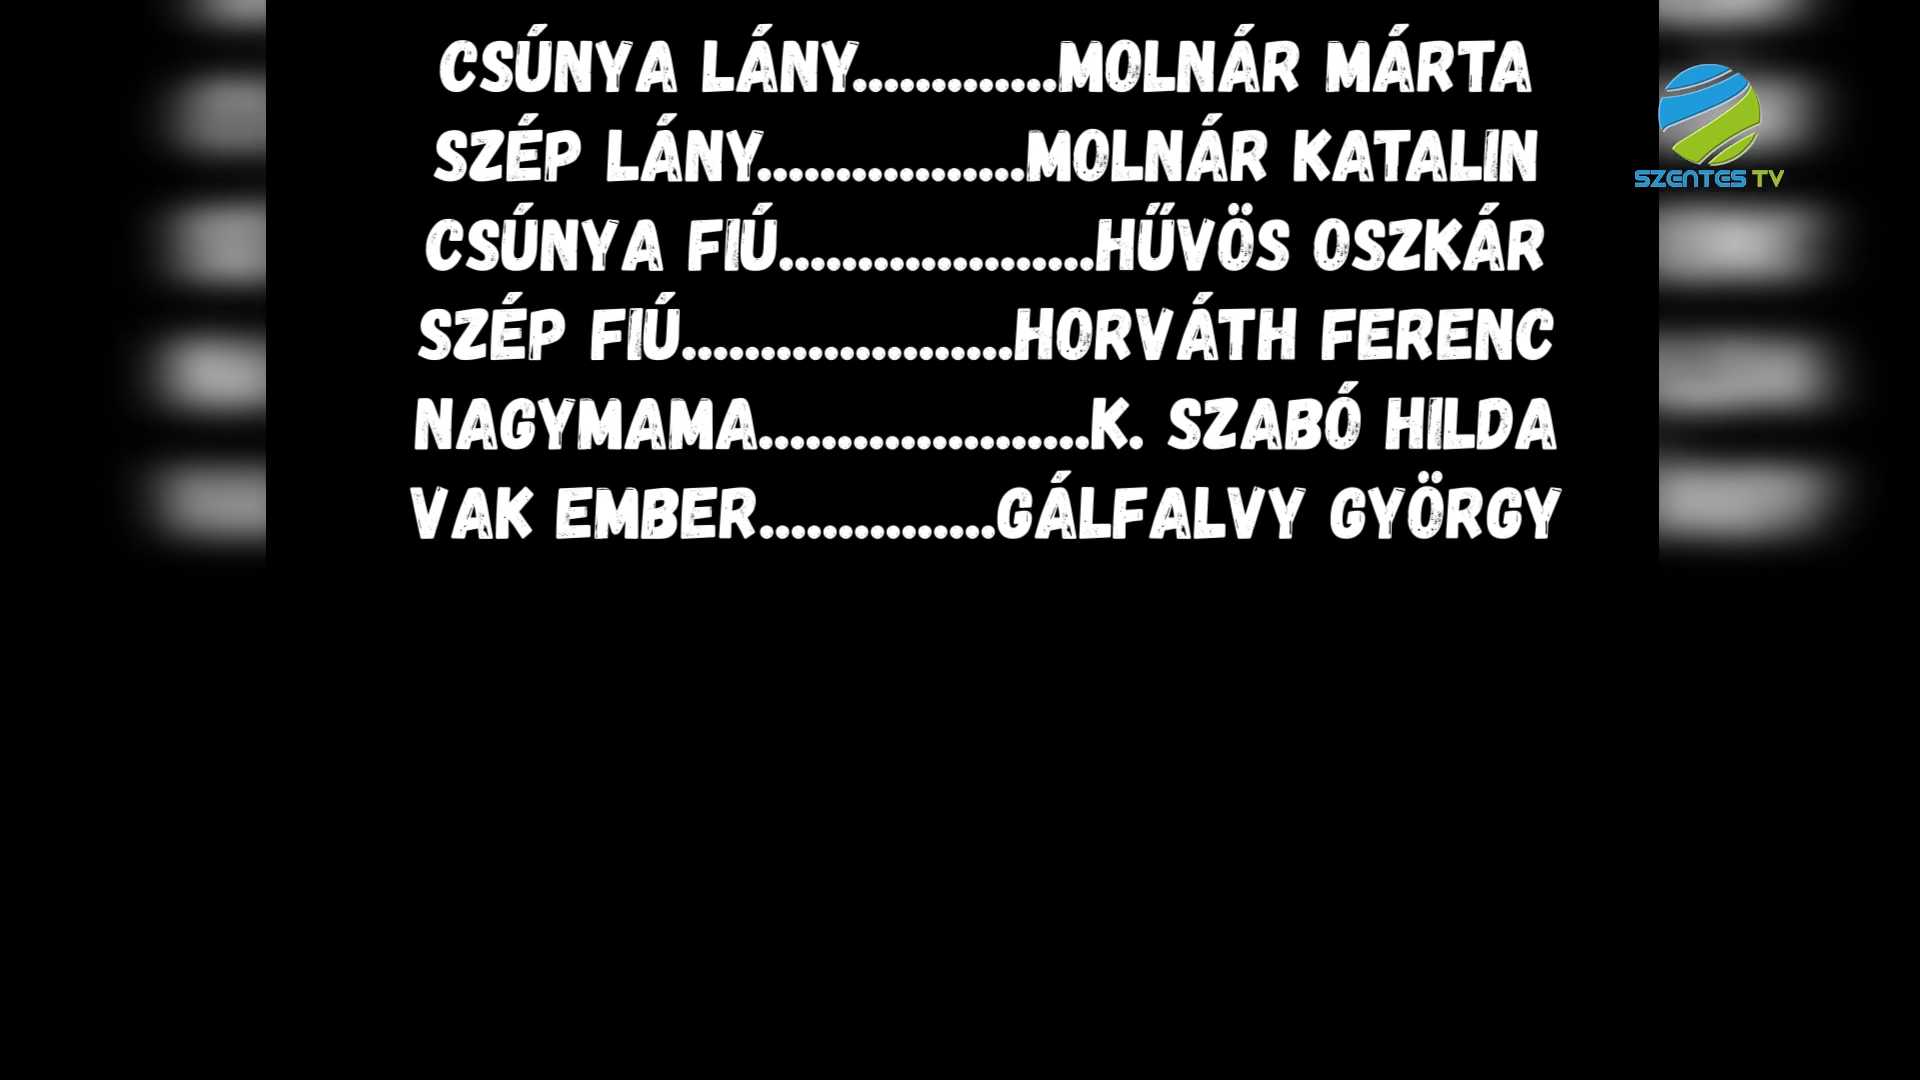 CSÚNYA LÁNY.............MOLNÁR MÁRTA
SZÉP LÁNY.................MOLNÁR KATALIN
CSÚNYA FIÚ....................HŰVÖS OSZKÁR
SZÉP FIÚ.....................HORVÁTH FERENC
NAGYMAMA.....................K. SZABÓ HILDA
VAK EMBER...............GÁLFALVY GYÖRGY
SZENTES TV